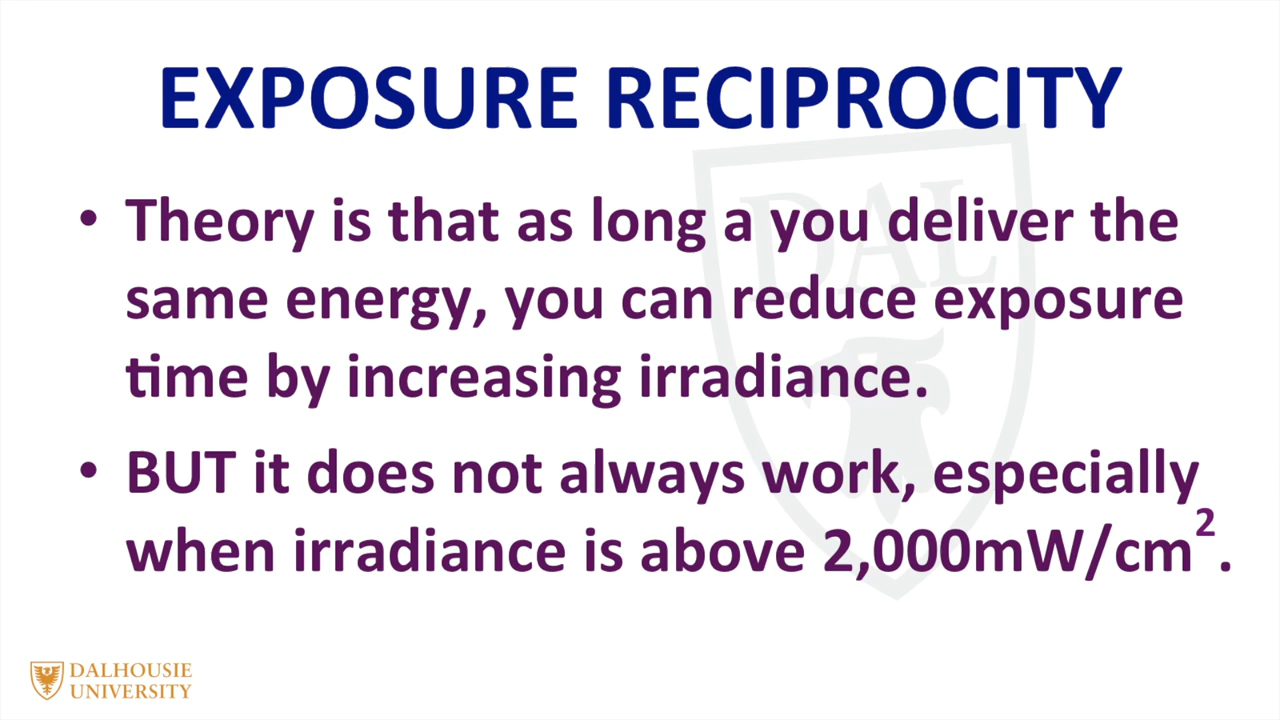 EXPOSURE RECIPROCITY
• Theory is that as long a you deliver the
same energy, you can reduce exposure
time by increasing irradiance.
• BUT it does not always work, especially
when irradiance is above 2,000mW/cm².
DAL
DALHOUSIE
UNIVERSITY